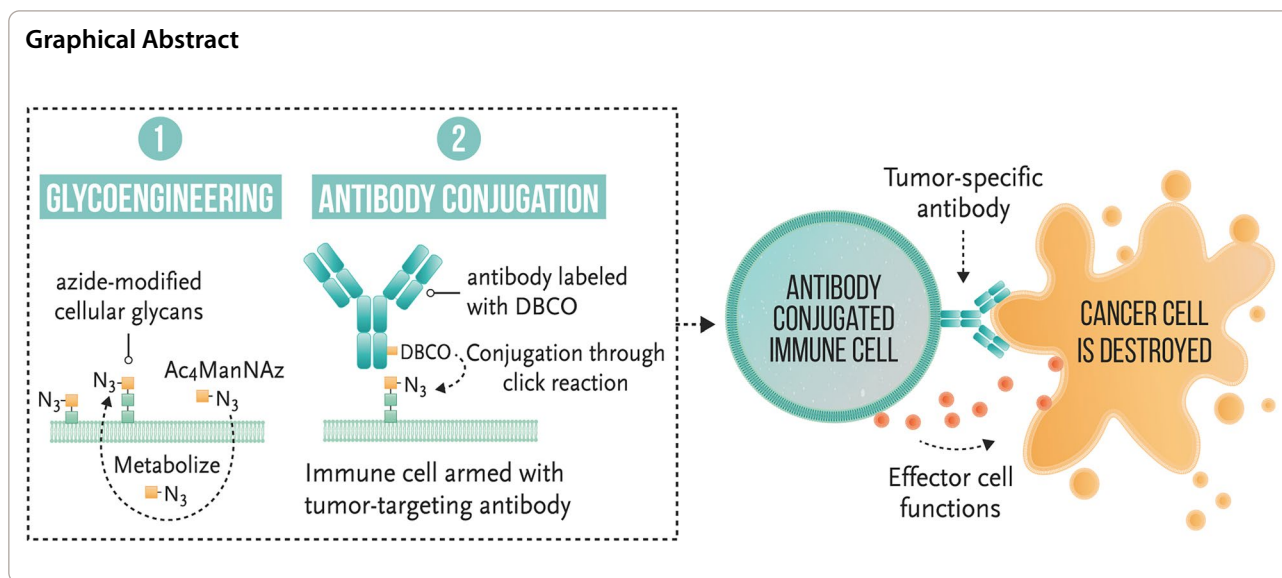 Graphical Abstract
1
GLYCOENGINEERING
azide-modified
cellular glycans
N3
N3
Ac4ManNAz
N3
Metabolize
N3
2
ANTIBODY CONJUGATION
antibody labeled
with DBCO
DBCO
Conjugation through
click reaction
N3
Immune cell armed with
tumor-targeting antibody
Tumor-specific
antibody
ANTIBODY
CONJUGATED
IMMUNE CELL
CANCER CELL
IS DESTROYED
Effector cell
functions